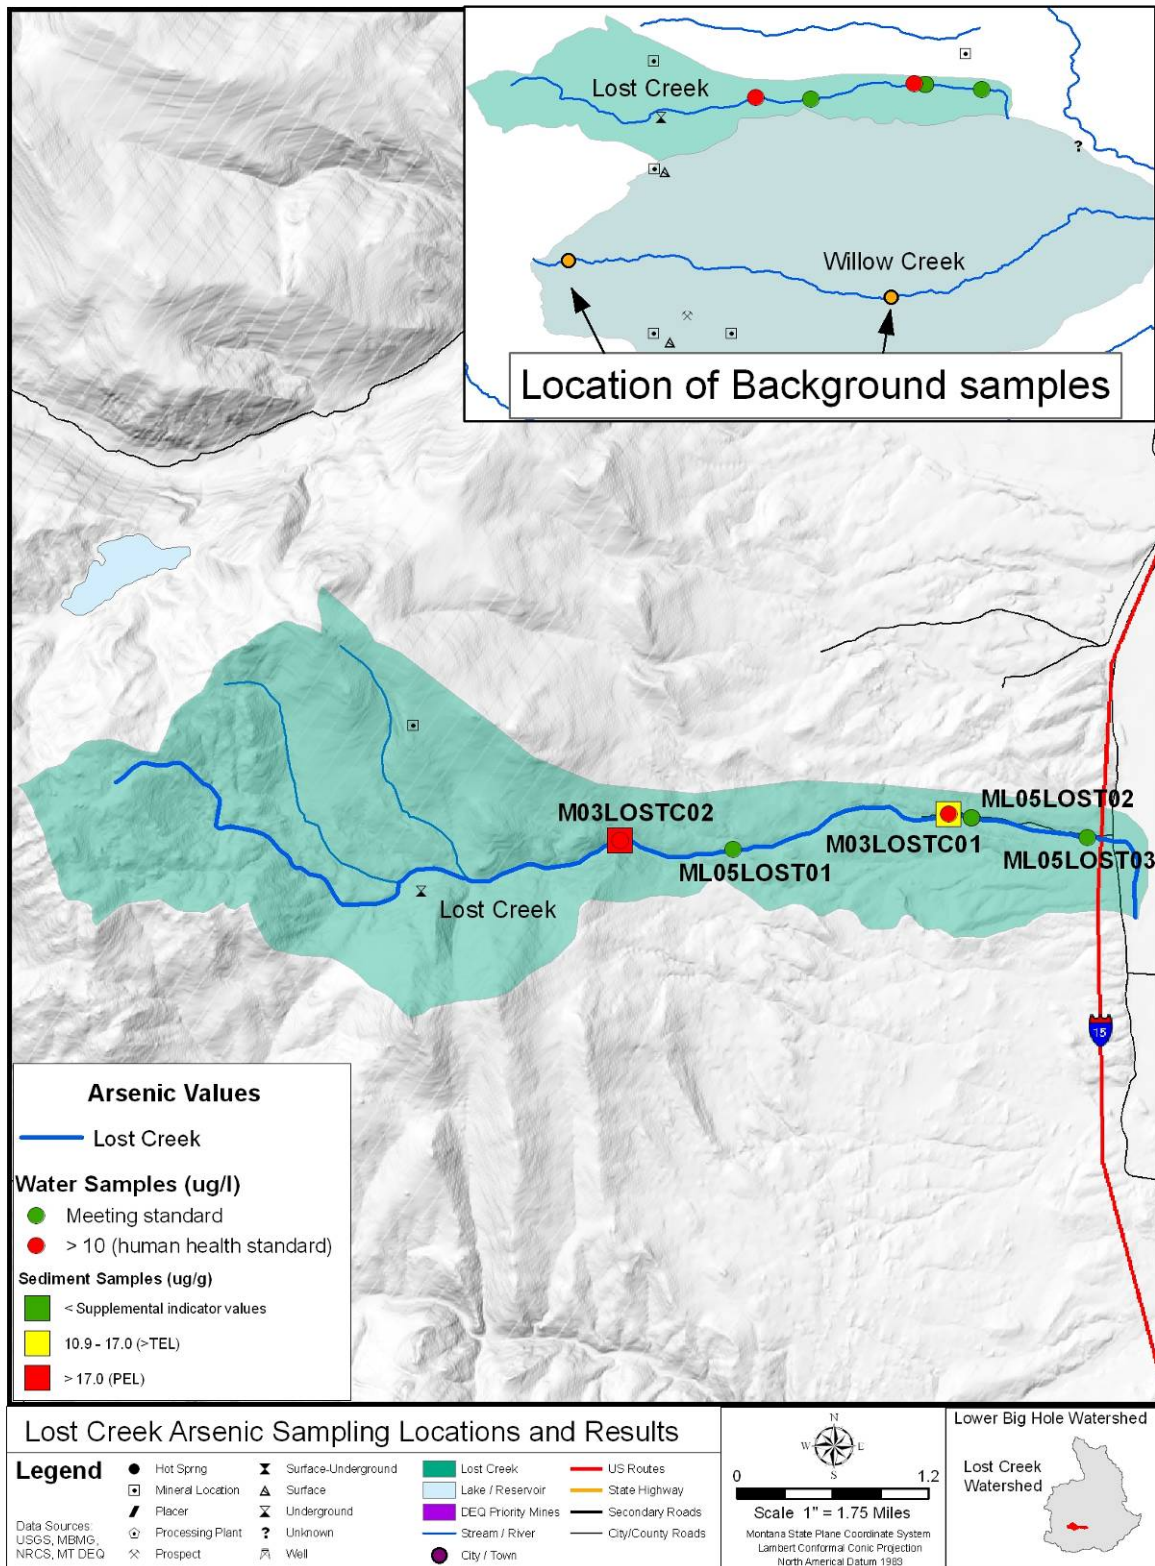 Lost Creek
?
Willow Creek
Location of Background samples
M03LOSTC02
ML05LOST02
M03LOSTC01
ML05LOST01
ML05LOST03
Lost Creek
15
Arsenic Values
Lost Creek
Water Samples (ug/l)
Meeting standard
> 10 (human health standard)
Sediment Samples (ug/g)
< Supplemental indicator values
10.9 - 17.0 (>TEL)
> 17.0 (PEL)
Lost Creek Arsenic Sampling Locations and Results
Legend
Data Sources:
USGS, MBMG,
NRCS, MT DEQ
Hot Sprng
Mineral Location
Placer
Processing Plant
Prospect
Surface-Underground
Surface
Underground
? Unknown
Well
Lost Creek
Lake / Reservoir
DEQ Priority Mines
Stream / River
City / Town
US Routes
State Highway
Secondary Roads
City/County Roads
N
W E
S
0 1.2
Scale 1" = 1.75 Miles
Montana State Plane Coordinate System
Lambert Conformal Conic Projection
North Americal Datum 1983
Lower Big Hole Watershed
Lost Creek
Watershed